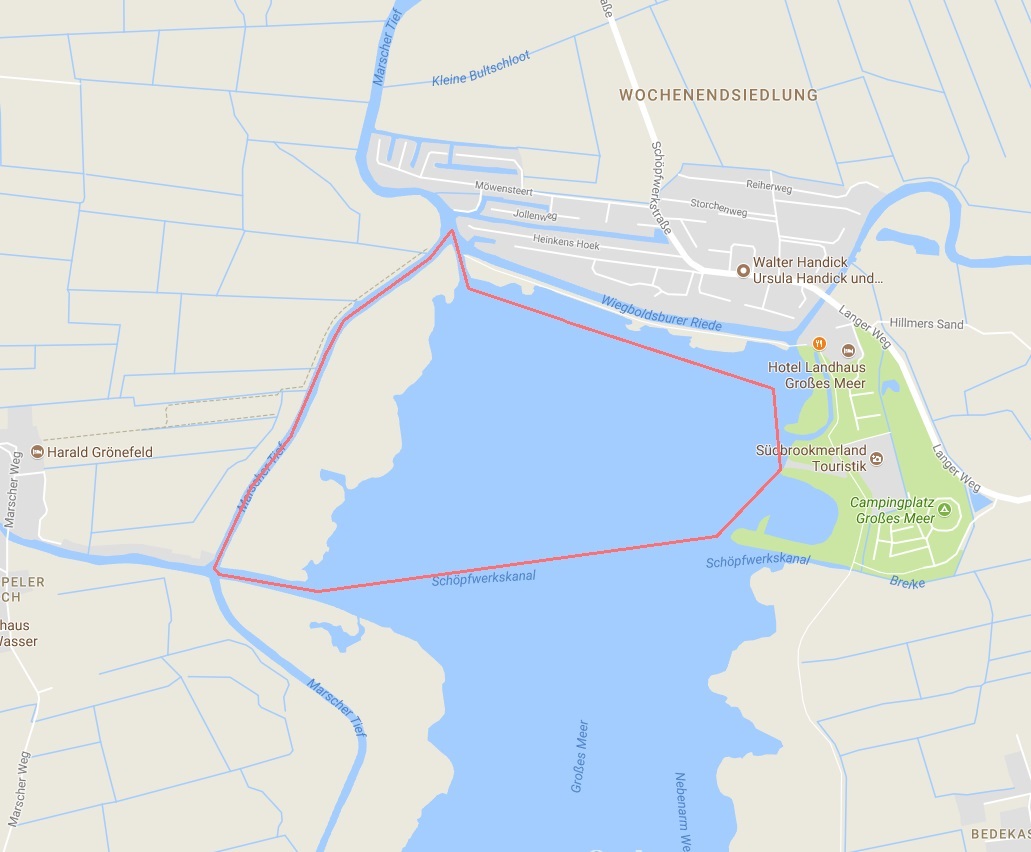 Marscher Tief
Kleine Bultschloot
WOCHENENDSIEDLUNG
Schöpfwerkstraße
Möwensteert
Reiherweg
Storchenweg
Jollenweg
Heinkens Hoek
Walter Handick
Ursula Handick und...
Wiegboldsburer Riede
Langer Weg
Hillmers Sand
Hotel Landhaus
Großes Meer
Harald Grönefeld
Marscher Weg
Marscher Tief
Südbrookmerland
Touristik
Langer Weg
Campingplatz
Großes Meer
Schöpfwerkskanal
Schöpfwerkskanal
PELER
CH
haus
Wasser
Marscher Tief
Großes Meer
Nebenarm We
Marscher Weg
BEDEKAS